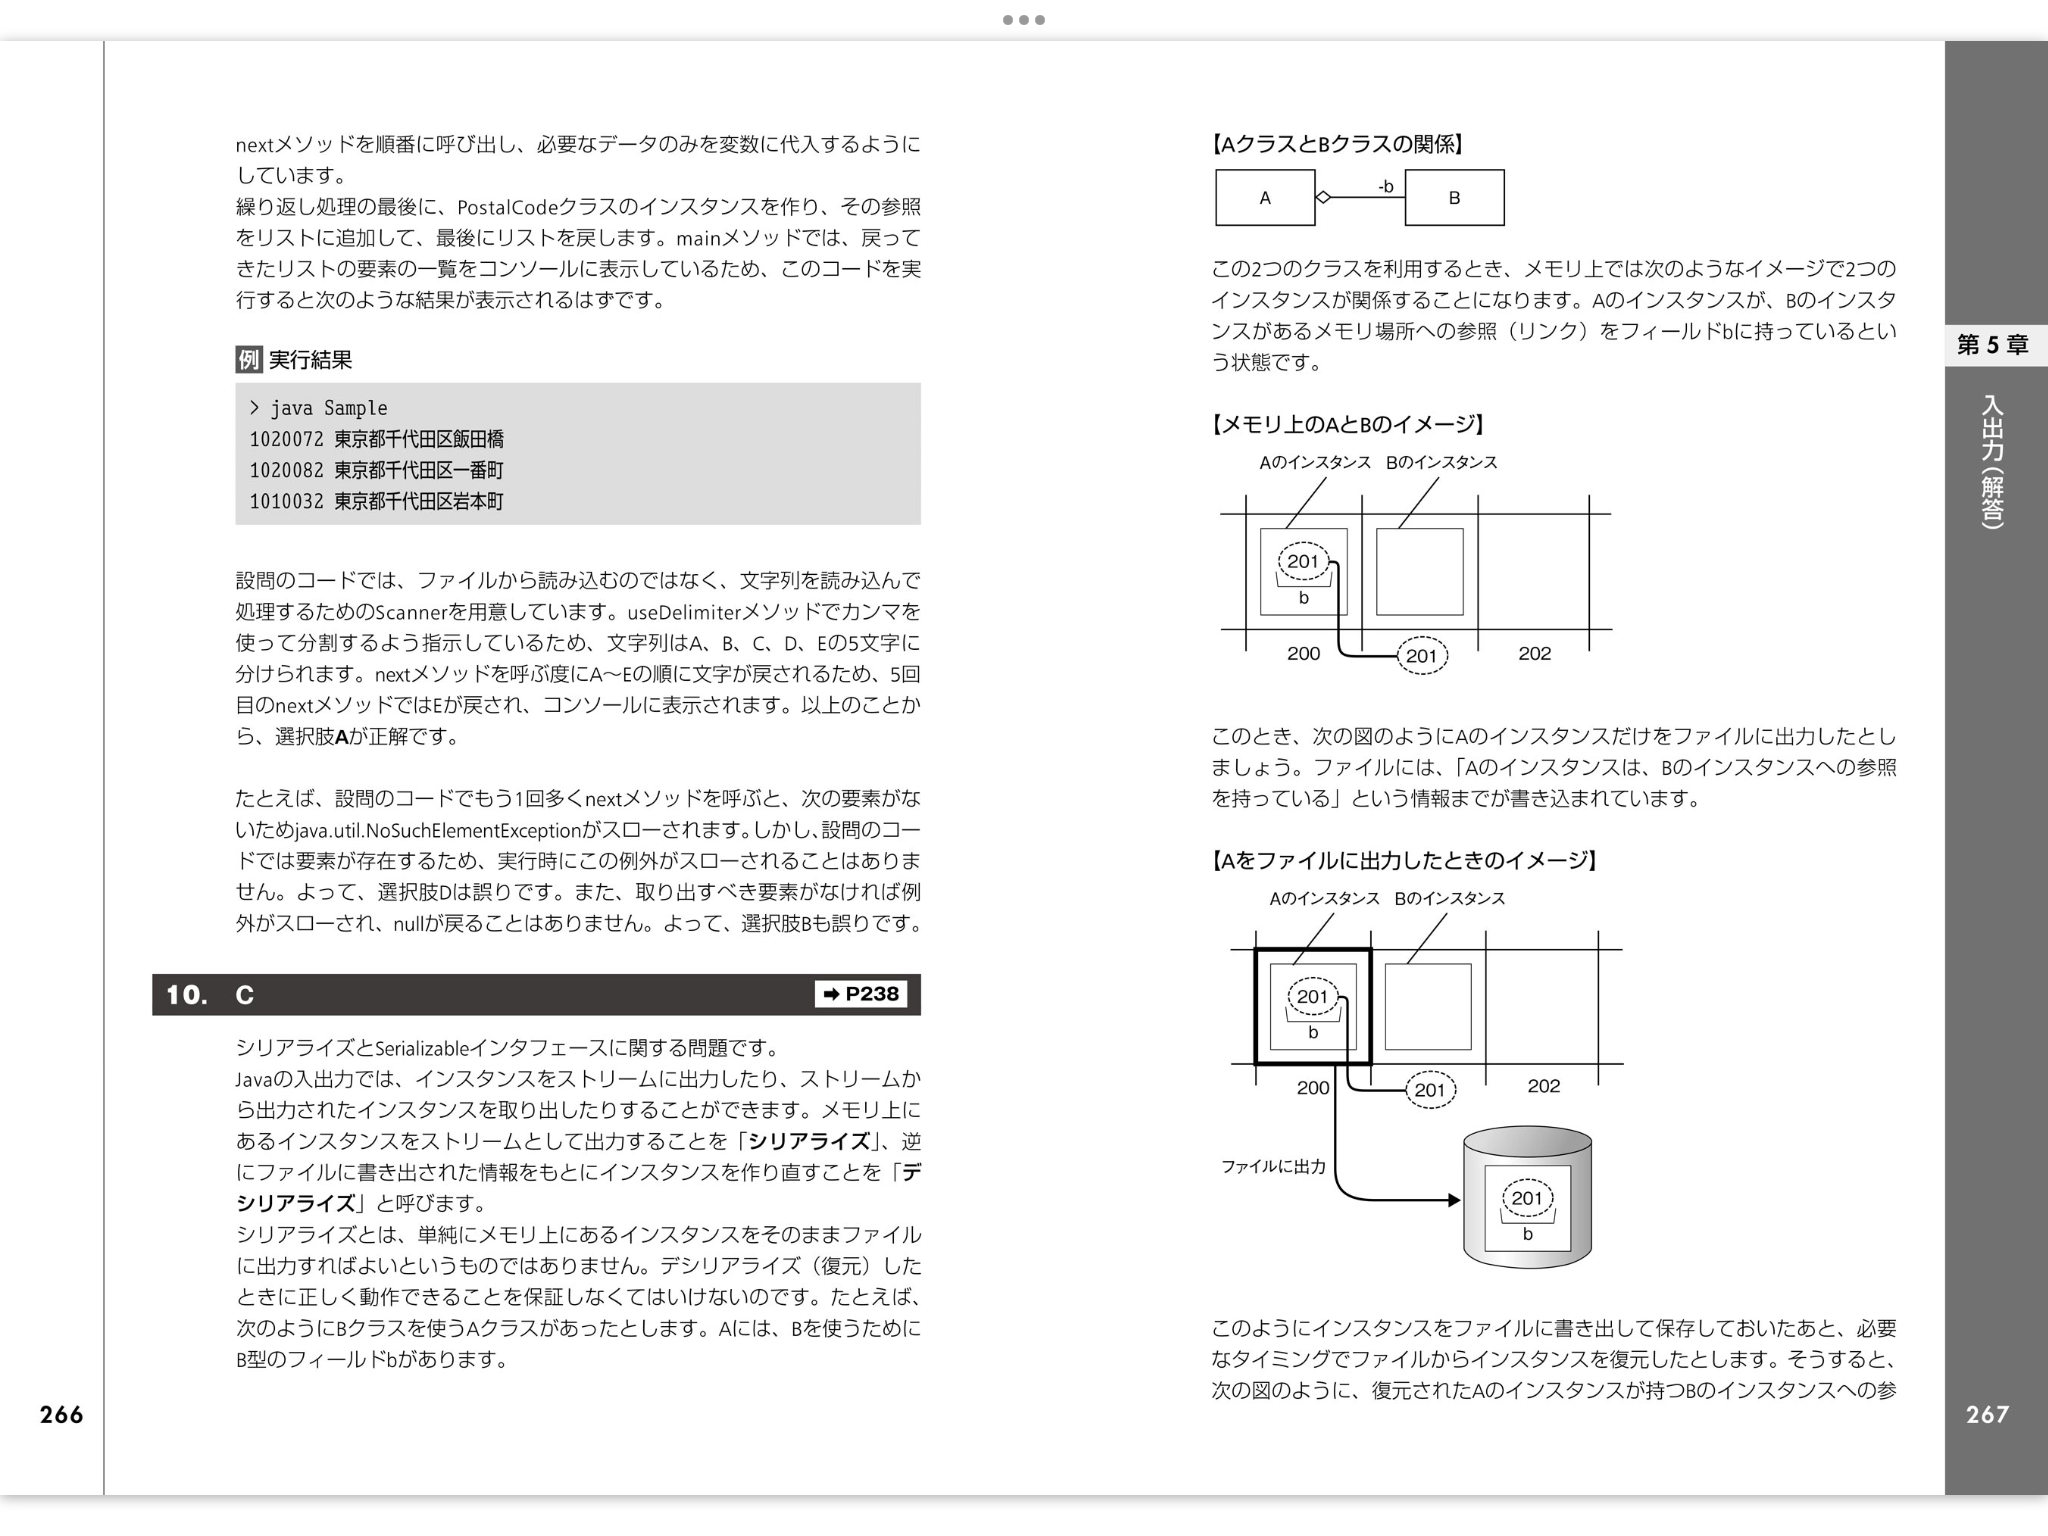 nextメソッドを順番に呼び出し、必要なデータのみを変数に代入するように
しています。
繰り返し処理の最後に、PostalCodeクラスのインスタンスを作り、その参照
をリストに追加して、最後にリストを戻します。mainメソッドでは、戻って
きたリストの要素の一覧をコンソールに表示しているため、このコードを実
行すると次のような結果が表示されるはずです。
例 実行結果
> java Sample
1020072 東京都千代田区飯田橋
1020082 東京都千代田区一番町
1010032 東京都千代田区岩本町
設問のコードでは、ファイルから読み込むのではなく、文字列を読み込んで
処理するためのScannerを用意しています。useDelimiterメソッドでカンマを
使って分割するよう指示しているため、文字列はA、B、C、D、Eの5文字に
分けられます。nextメソッドを呼ぶ度にA〜Eの順に文字が戻されるため、5回
目のnextメソッドではEが戻され、コンソールに表示されます。以上のことか
ら、選択肢Aが正解です。
たとえば、設問のコードでもう1回多くnextメソッドを呼ぶと、次の要素がな
いためjava.util.NoSuchElementExceptionがスローされます。しかし、設問のコー
ドでは要素が存在するため、実行時にこの例外がスローされることはありま
せん。よって、選択肢Dは誤りです。また、取り出すべき要素がなければ例
外がスローされ、nullが戻ることはありません。よって、選択肢Bも誤りです。
10. C ➡ P238
シリアライズとSerializableインタフェースに関する問題です。
Javaの入出力では、インスタンスをストリームに出力したり、ストリームか
ら出力されたインスタンスを取り出したりすることができます。メモリ上に
あるインスタンスをストリームとして出力することを「シリアライズ」、逆
にファイルに書き出された情報をもとにインスタンスを作り直すことを「デ
シリアライズ」と呼びます。
シリアライズとは、単純にメモリ上にあるインスタンスをそのままファイル
に出力すればよいというものではありません。デシリアライズ（復元）した
ときに正しく動作できることを保証しなくてはいけないのです。たとえば、
次のようにBクラスを使うAクラスがあったとします。Aには、Bを使うために
B型のフィールドbがあります。
266
【AクラスとBクラスの関係】
A -b B
この2つのクラスを利用するとき、メモリ上では次のようなイメージで2つの
インスタンスが関係することになります。Aのインスタンスが、Bのインスタ
ンスがあるメモリ場所への参照（リンク）をフィールドbに持っているとい
う状態です。
【メモリ上のAとBのイメージ】
Aのインスタンス Bのインスタンス
201
b
200 201 202
このとき、次の図のようにAのインスタンスだけをファイルに出力したとし
ましょう。ファイルには、「Aのインスタンスは、Bのインスタンスへの参照
を持っている」という情報までが書き込まれています。
【Aをファイルに出力したときのイメージ】
Aのインスタンス Bのインスタンス
201
b
200 201 202
ファイルに出力
201
b
このようにインスタンスをファイルに書き出して保存しておいたあと、必要
なタイミングでファイルからインスタンスを復元したとします。そうすると、
次の図のように、復元されたAのインスタンスが持つBのインスタンスへの参
第5章
入出力（解答）
267